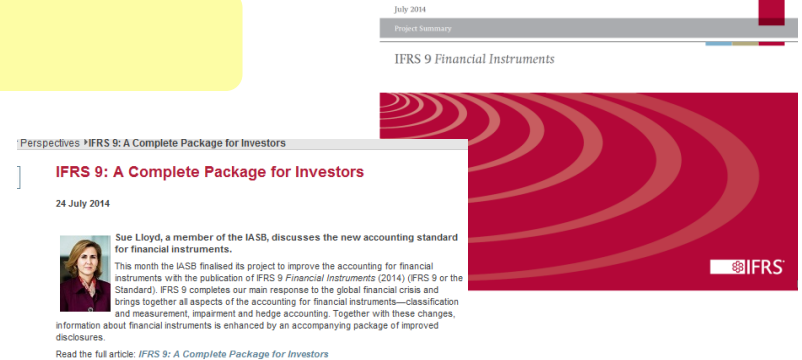 July 2014
Project Summary
IFRS 9 Financial Instruments
Perspectives IFRS 9: A Complete Package for Investors
IFRS 9: A Complete Package for Investors
24 July 2014
Sue Lloyd, a member of the IASB, discusses the new accounting standard
for financial instruments.
This month the IASB finalised its project to improve the accounting for financial
instruments with the publication of IFRS 9 Financial Instruments (2014) (IFRS 9 or the
Standard). IFRS 9 completes our main response to the global financial crisis and
brings together all aspects of the accounting for financial instruments—classification
and measurement, impairment and hedge accounting. Together with these changes,
information about financial instruments is enhanced by an accompanying package of improved
disclosures.
Read the full article: IFRS 9: A Complete Package for Investors
IFRS